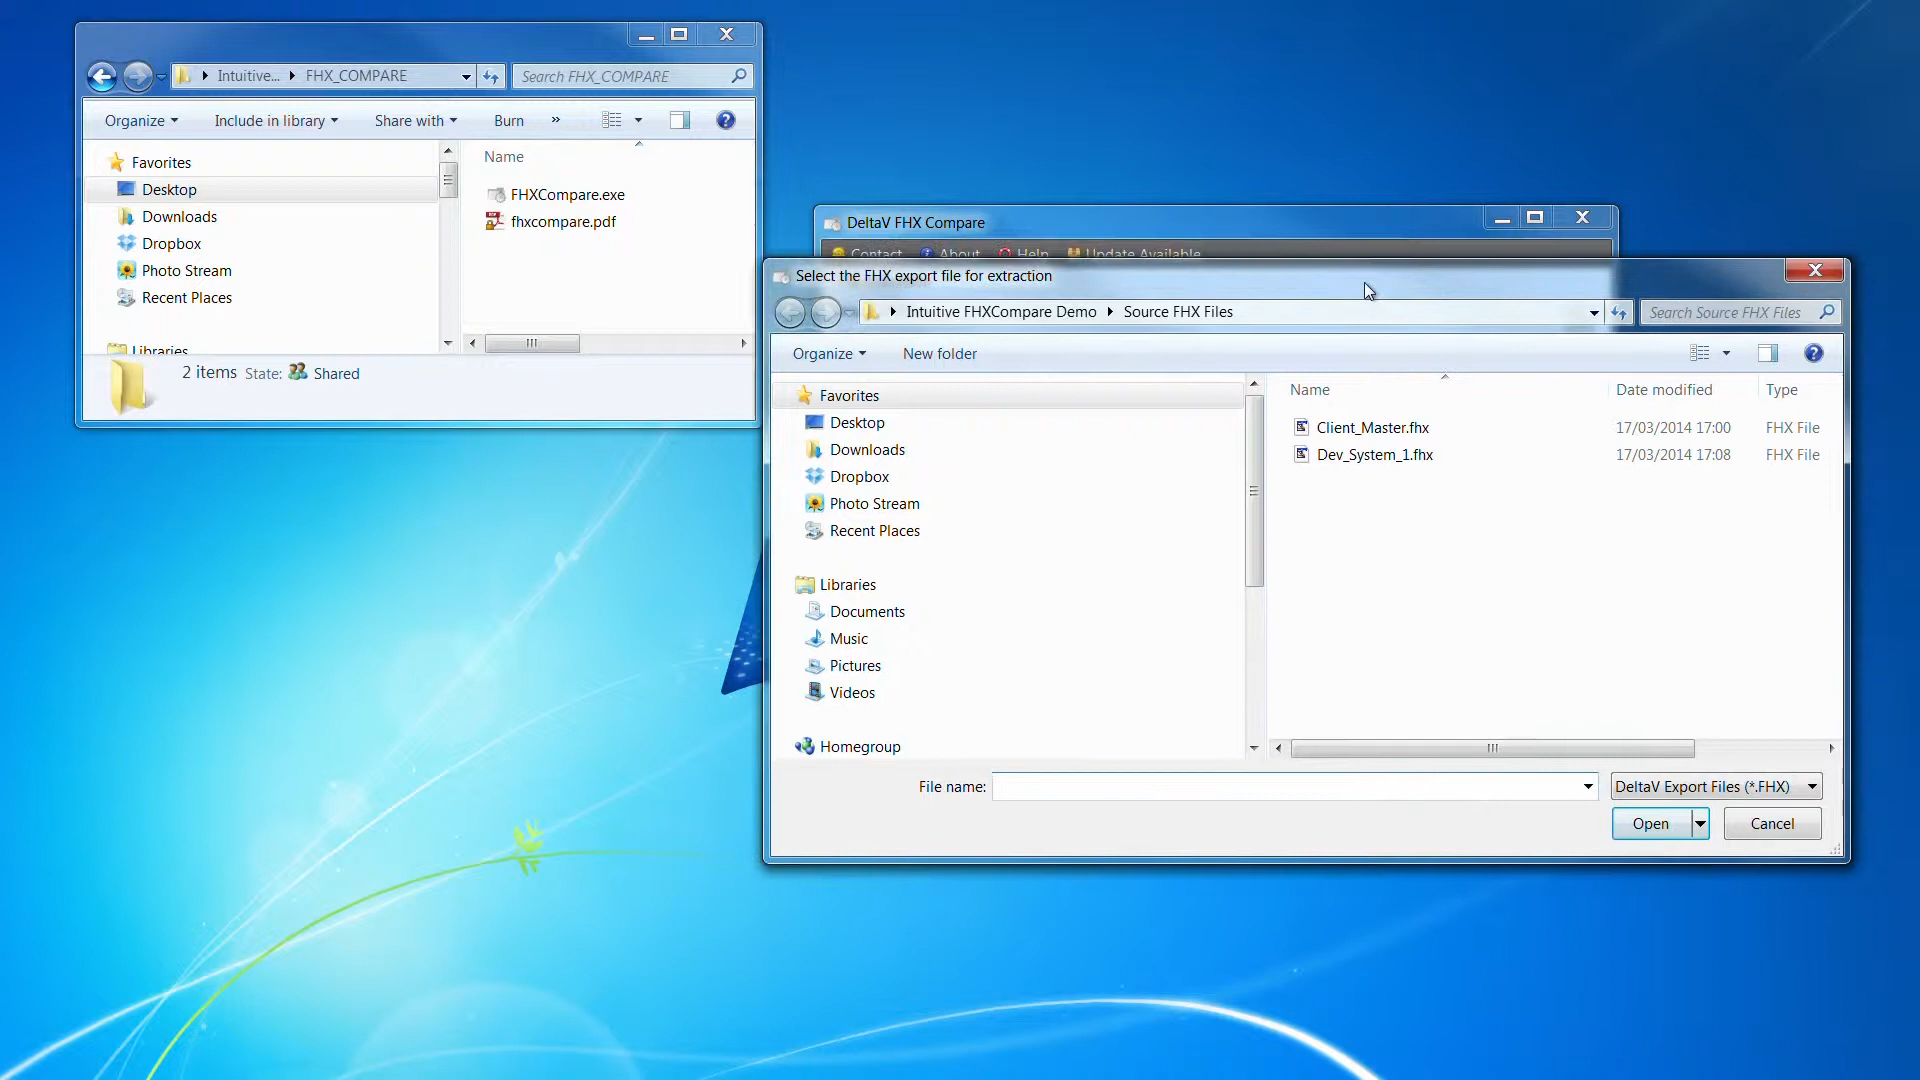 Intuitive... FHX_COMPARE
Search FHX_COMPARE
Organize Include in library Share with Burn »
Favorites
Desktop
Downloads
Dropbox
Photo Stream
Recent Places
Libraries
Name
FHXCompare.exe
fhxcompare.pdf
2 items State: Shared
DeltaV FHX Compare
Contact About Help Update Available
Select the FHX export file for extraction
Intuitive FHXCompare Demo Source FHX Files
Search Source FHX Files
Organize New folder
Favorites
Desktop
Downloads
Dropbox
Photo Stream
Recent Places
Libraries
Documents
Music
Pictures
Videos
Homegroup
Name Date modified Type
Client_Master.fhx 17/03/2014 17:00 FHX File
Dev_System_1.fhx 17/03/2014 17:08 FHX File
File name:
DeltaV Export Files (*.FHX)
Open Cancel